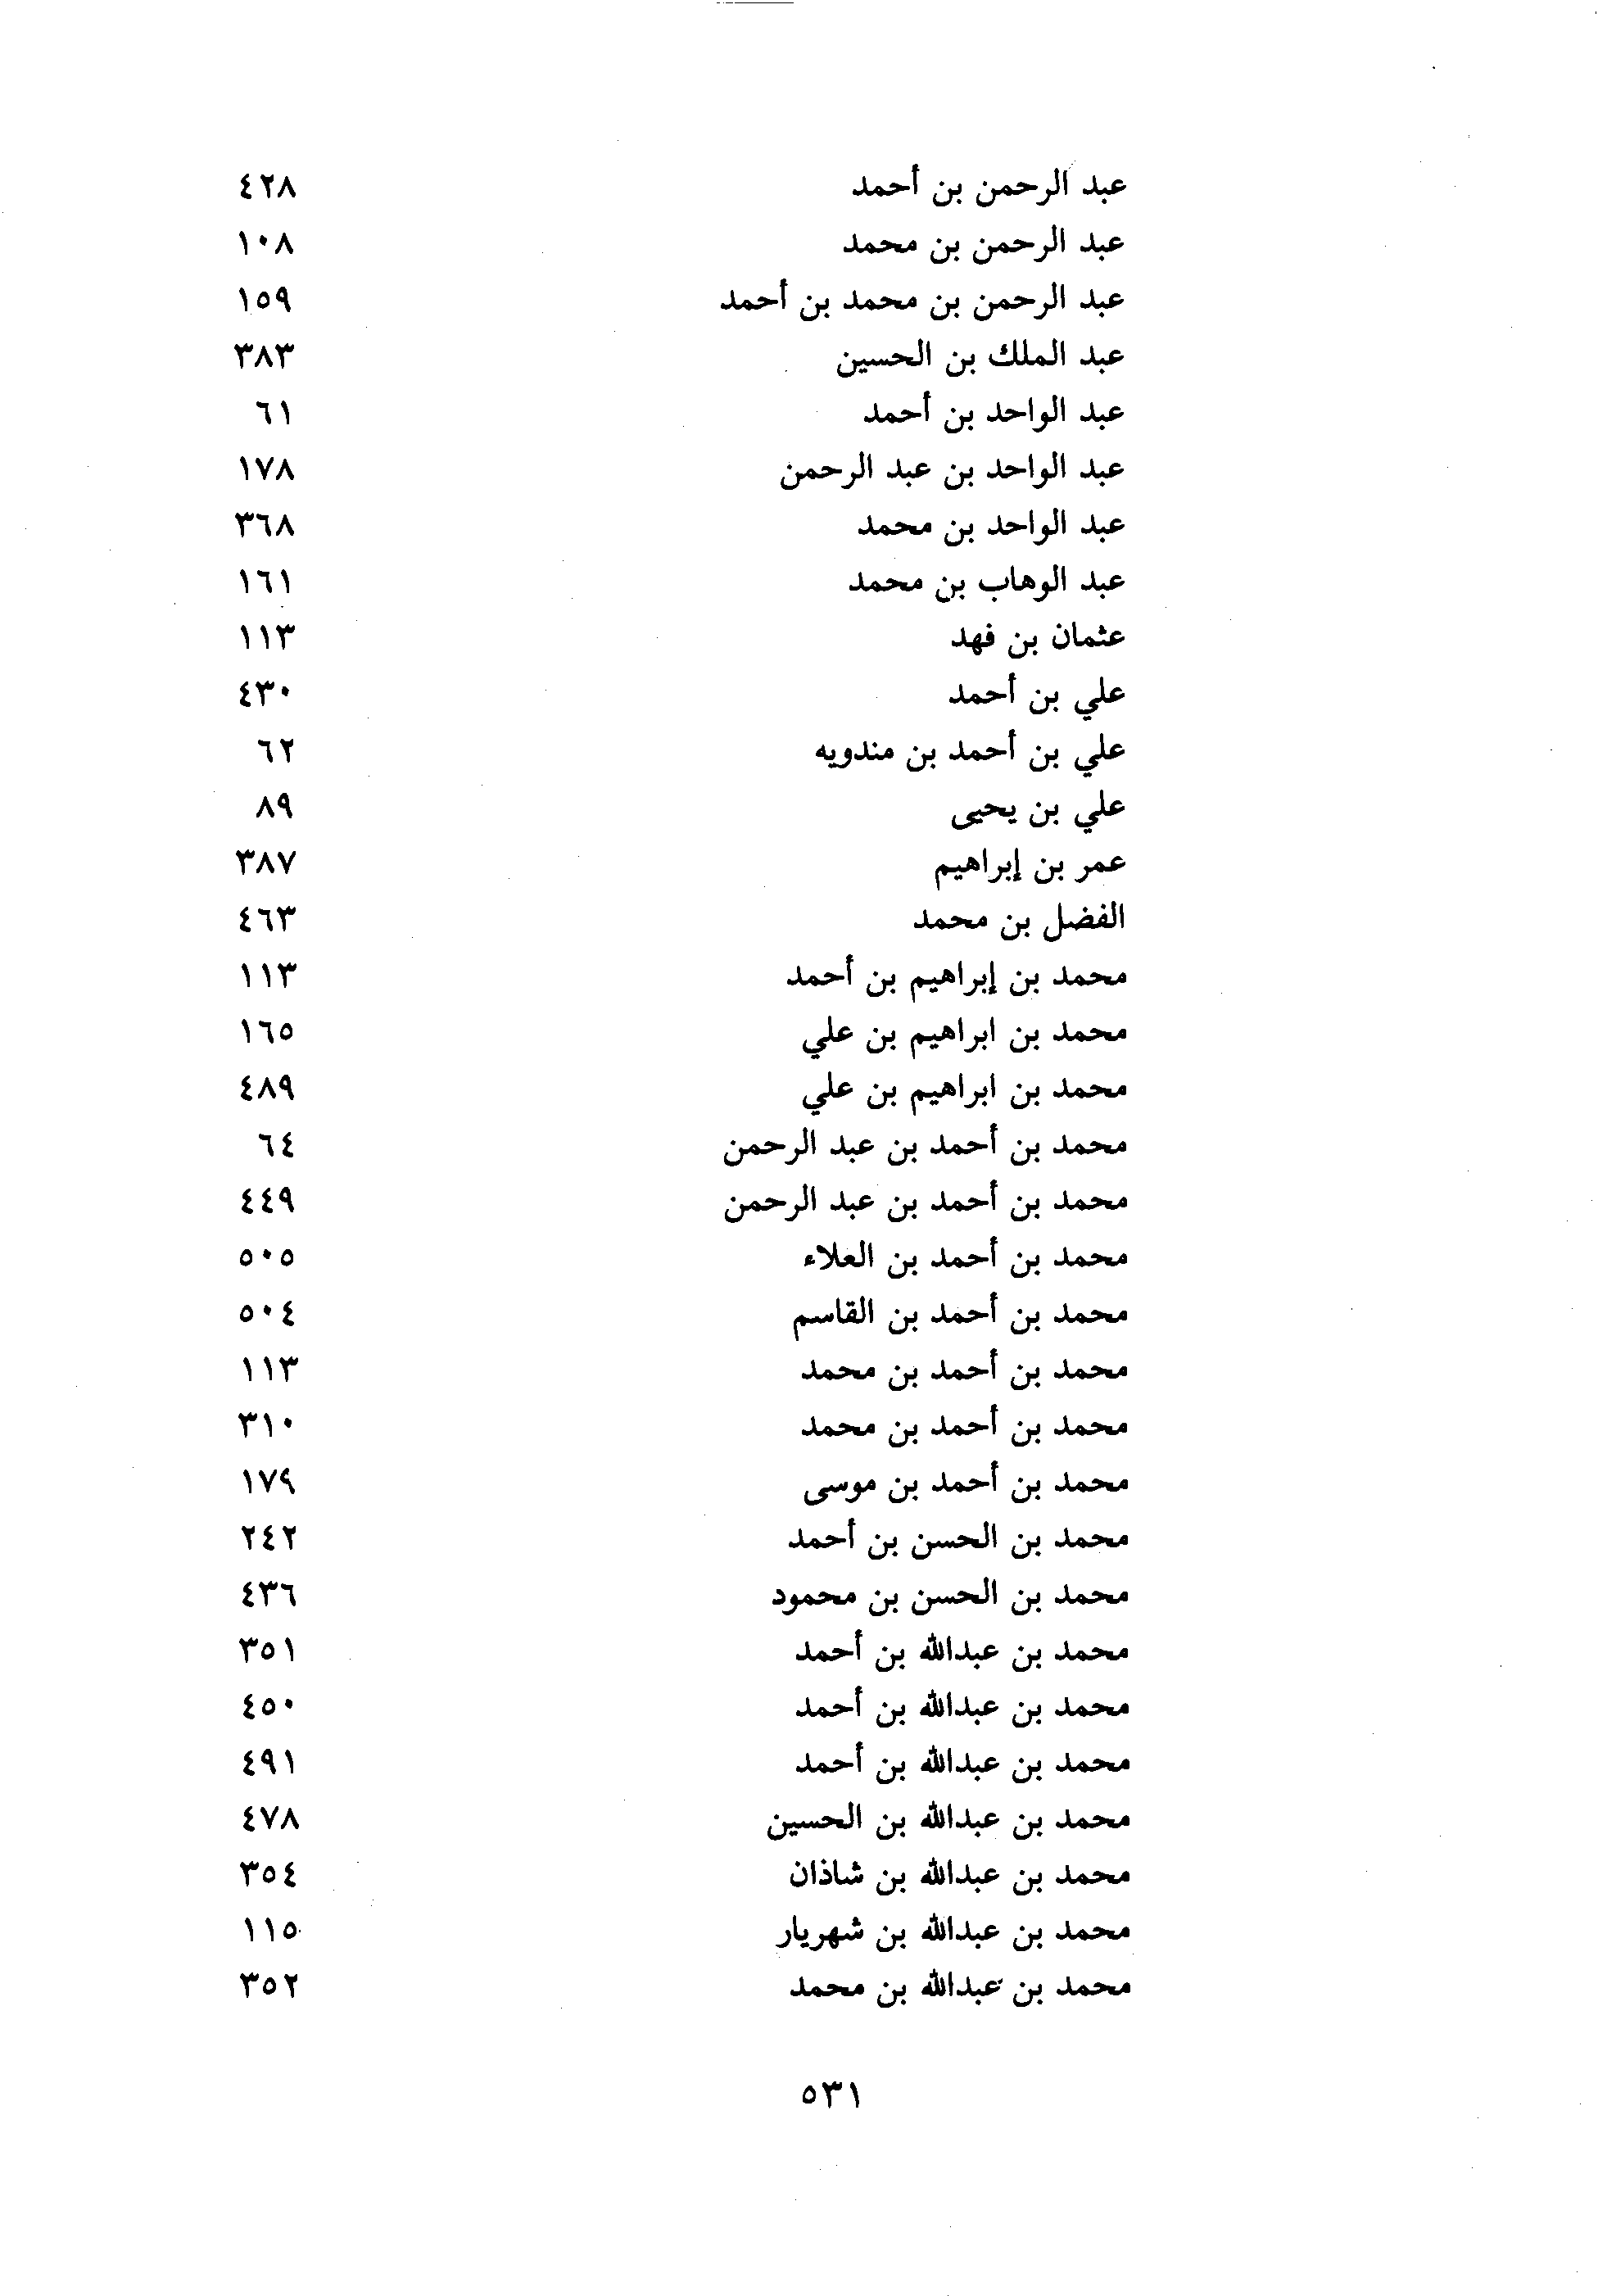 عبد الرحمن بن أحمد ٤٢٨
عبد الرحمن بن محمد ١٠٨
عبد الرحمن بن محمد بن أحمد ١٥٩
عبد الملك بن الحسين ٣٨٣
عبد الواحد بن أحمد ٦١
عبد الواحد بن عبد الرحمن ١٧٨
عبد الواحد بن محمد ٣٦٨
عبد الوهاب بن محمد ١٦١
عثمان بن فهد ١١٣
علي بن أحمد ٤٣٠
علي بن أحمد بن مندويه ٦٢
علي بن يحيى ٨٩
عمر بن إبراهيم ٣٨٧
الفضل بن محمد ٤٦٣
محمد بن إبراهيم بن أحمد ١١٣
محمد بن ابراهيم بن علي ١٦٥
محمد بن ابراهيم بن علي ٤٨٩
محمد بن أحمد بن عبد الرحمن ٦٤
محمد بن أحمد بن عبد الرحمن ٤٤٩
محمد بن أحمد بن العلاء ٥٠٥
محمد بن أحمد بن القاسم ٥٠٤
محمد بن أحمد بن محمد ١١٣
محمد بن أحمد بن محمد ٣١٠
محمد بن أحمد بن موسى ١٧٩
محمد بن الحسن بن أحمد ٢٤٢
محمد بن الحسن بن محمود ٤٣٦
محمد بن عبدالله بن أحمد ٣٥١
محمد بن عبدالله بن أحمد ٤٥٠
محمد بن عبدالله بن أحمد ٤٩١
محمد بن عبدالله بن الحسين ٤٧٨
محمد بن عبدالله بن شاذان ٣٥٤
محمد بن عبدالله بن شهريار ١١٥
محمد بن عبدالله بن محمد ٣٥٢
٥٣١